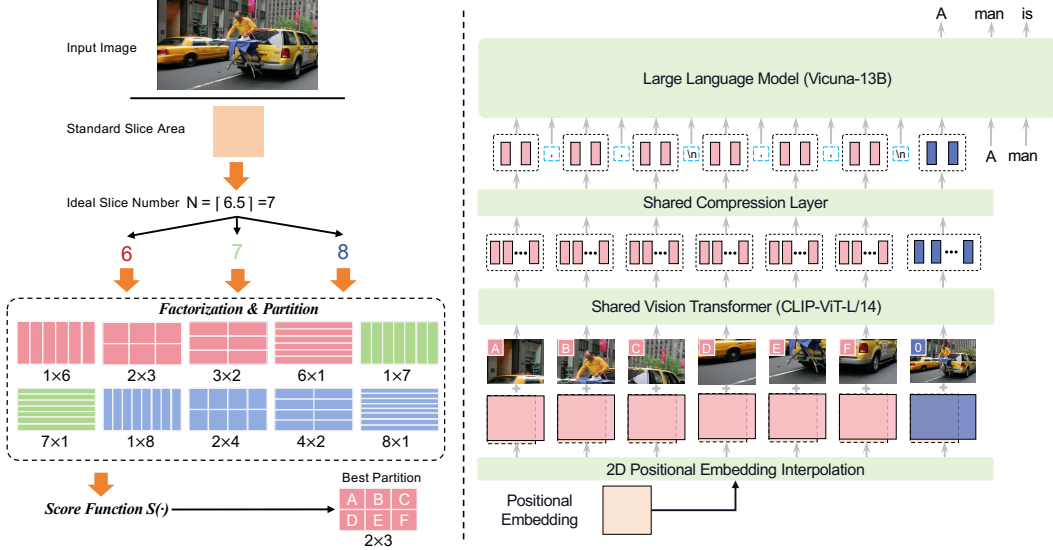 Input Image
Standard Slice Area
Ideal Slice Number N = ⌈ 6.5 ⌉ =7
6 7 8
Factorization & Partition
1×6 2×3 3×2 6×1 1×7
7×1 1×8 2×4 4×2 8×1
Score Function S(·)
Best Partition
A B C
D E F
2×3
A man is
Large Language Model (Vicuna-13B)
, , \n , , \n
A man
Shared Compression Layer
... ... ... ... ... ... ...
Shared Vision Transformer (CLIP-ViT-L/14)
A B C D E F 0
+ + + + + + +
2D Positional Embedding Interpolation
Positional
Embedding